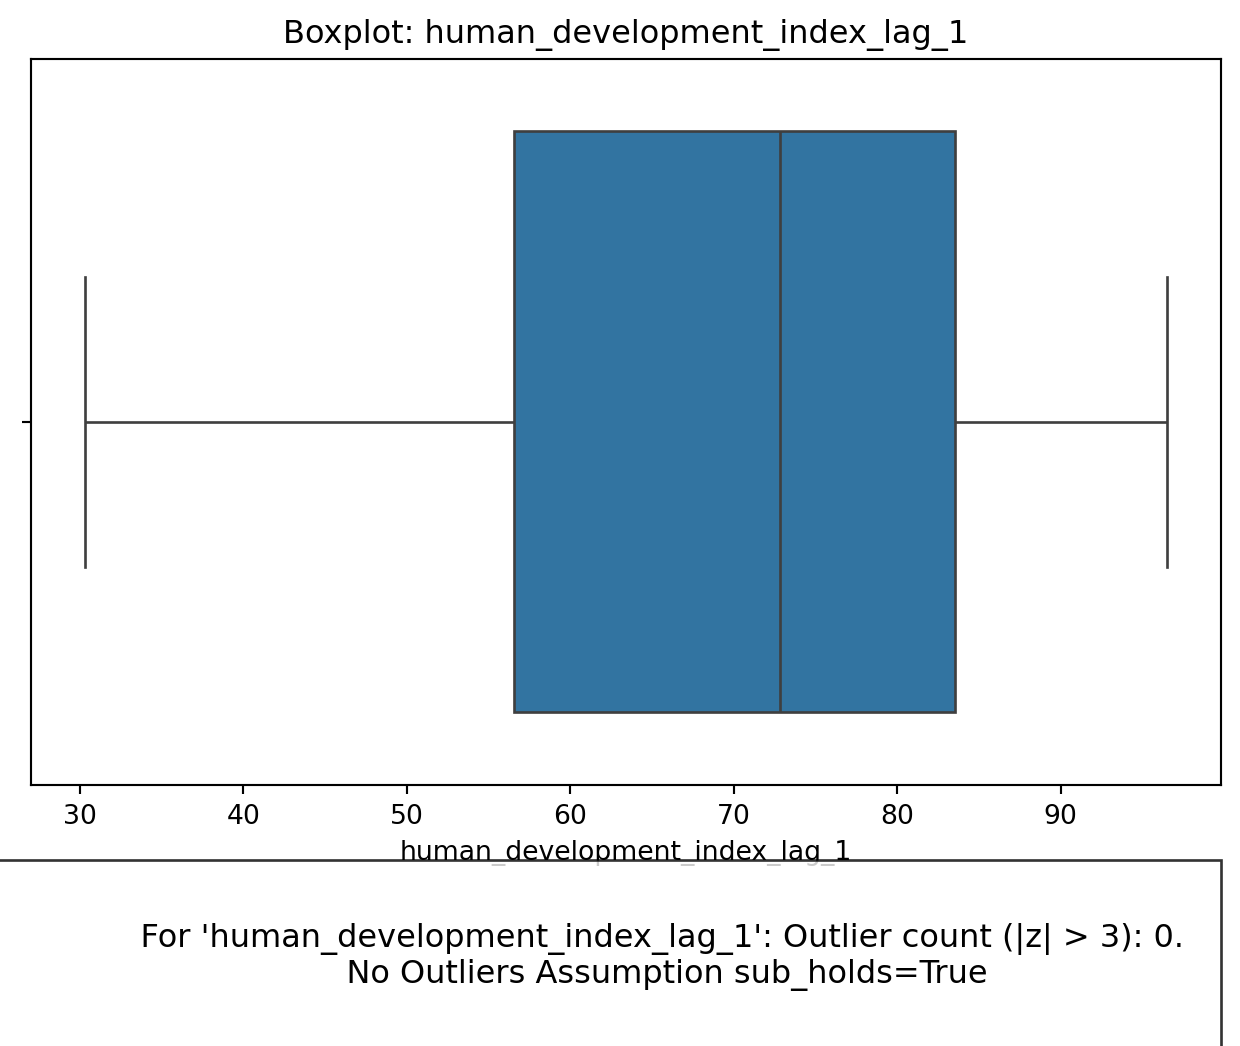 Boxplot: human_development_index_lag_1
30 40 50 60 70 80 90
human_development_index_lag_1
For 'human_development_index_lag_1': Outlier count (|z| > 3): 0.
No Outliers Assumption sub_holds=True